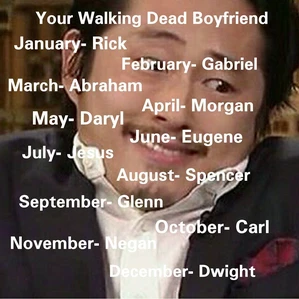 Your Walking Dead Boyfriend
January- Rick
February- Gabriel
March- Abraham
April- Morgan
May- Daryl
June- Eugene
July- Jesus
August- Spencer
September- Glenn
October- Carl
November- Negan
December- Dwight